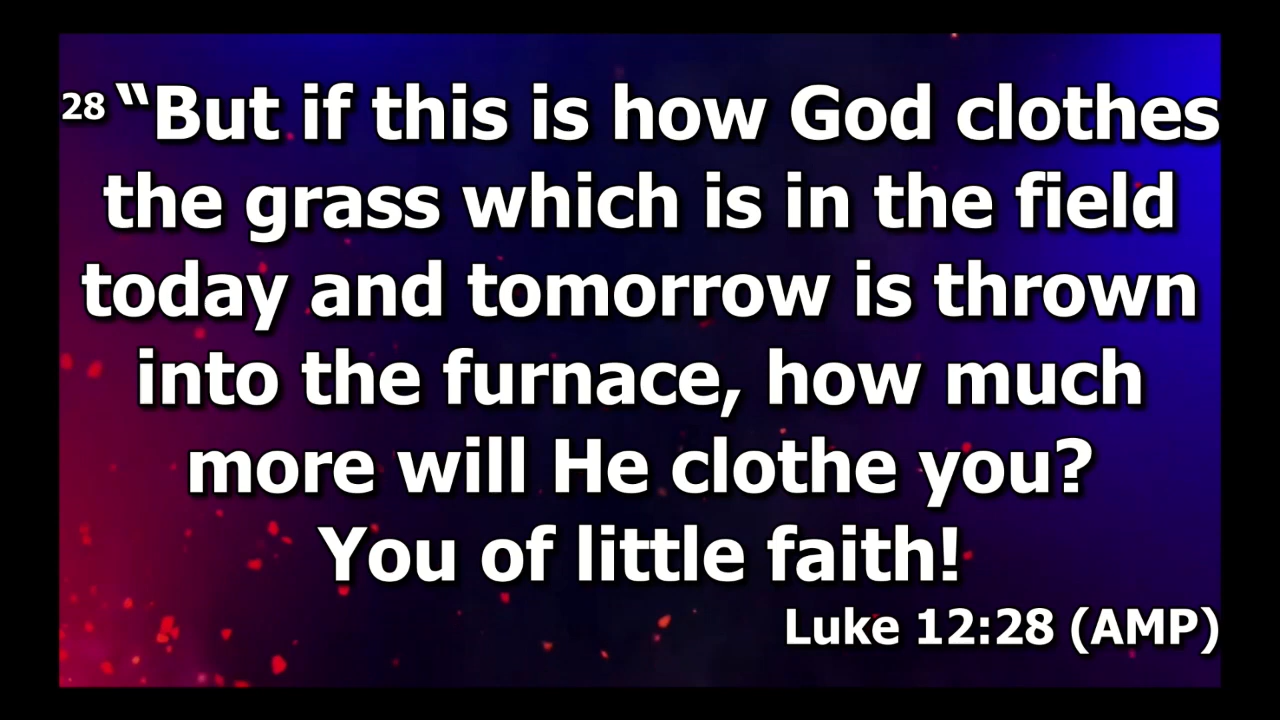 28 “But if this is how God clothes
the grass which is in the field
today and tomorrow is thrown
into the furnace, how much
more will He clothe you?
You of little faith!
Luke 12:28 (AMP)